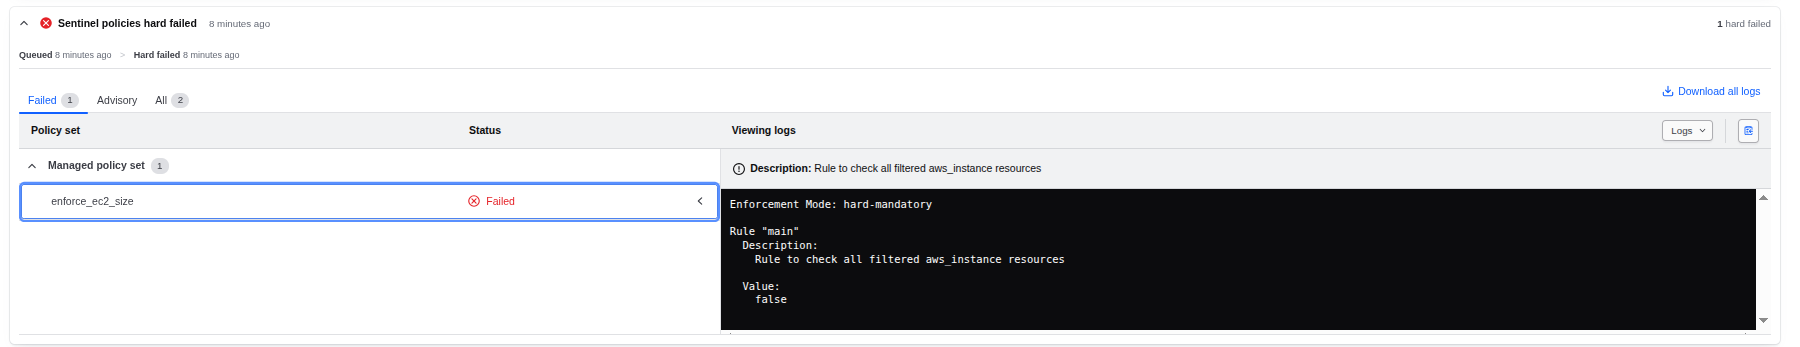 Sentinel policies hard failed 8 minutes ago 1 hard failed
Queued 8 minutes ago > Hard failed 8 minutes ago
Download all logs
Failed 1 Advisory All 2
Policy set Status Viewing logs Logs
Managed policy set 1
Description: Rule to check all filtered aws_instance resources
enforce_ec2_size Failed
Enforcement Mode: hard-mandatory
Rule "main"
Description:
Rule to check all filtered aws_instance resources
Value:
false